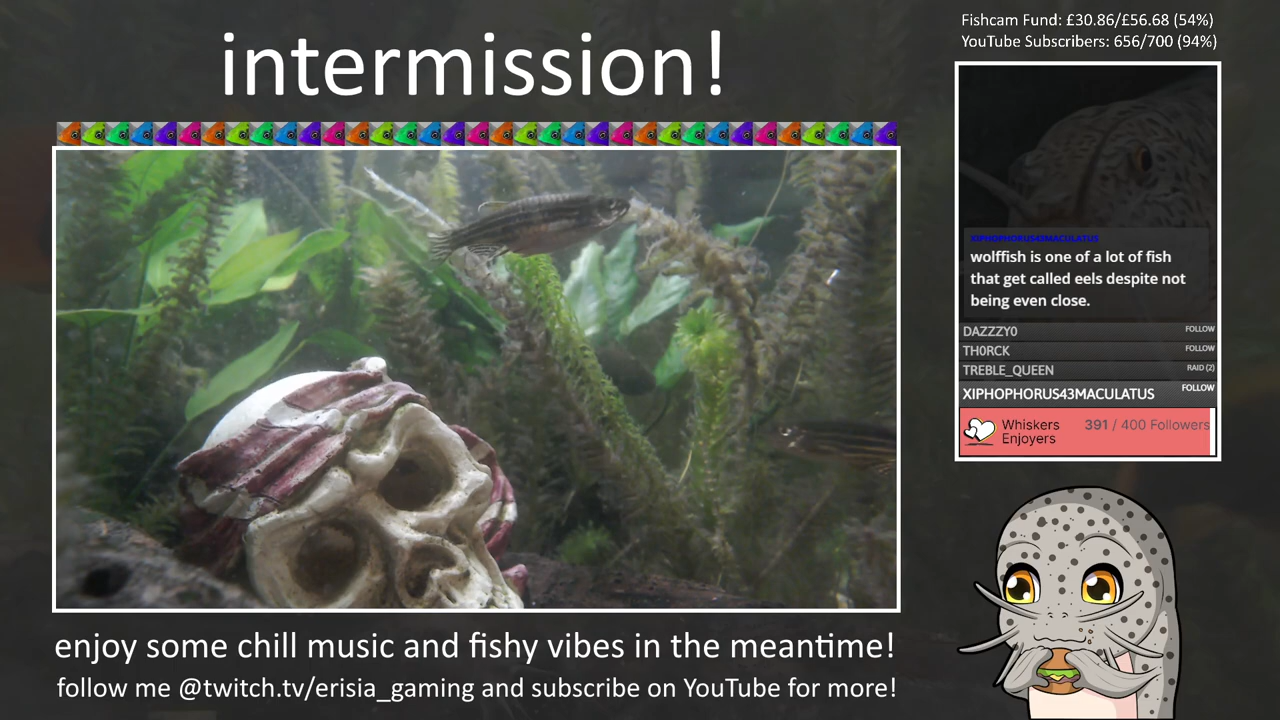 intermission!
Fishcam Fund: £30.86/£56.68 (54%)
YouTube Subscribers: 656/700 (94%)
XIPHOPHORUS43MACULATUS
wolffish is one of a lot of fish
that get called eels despite not
being even close.
DAZZZY0 FOLLOW
TH0RCK FOLLOW
TREBLE_QUEEN RAID (2)
XIPHOPHORUS43MACULATUS FOLLOW
Whiskers 391 / 400 Followers
Enjoyers
enjoy some chill music and fishy vibes in the meantime!
follow me @twitch.tv/erisia_gaming and subscribe on YouTube for more!